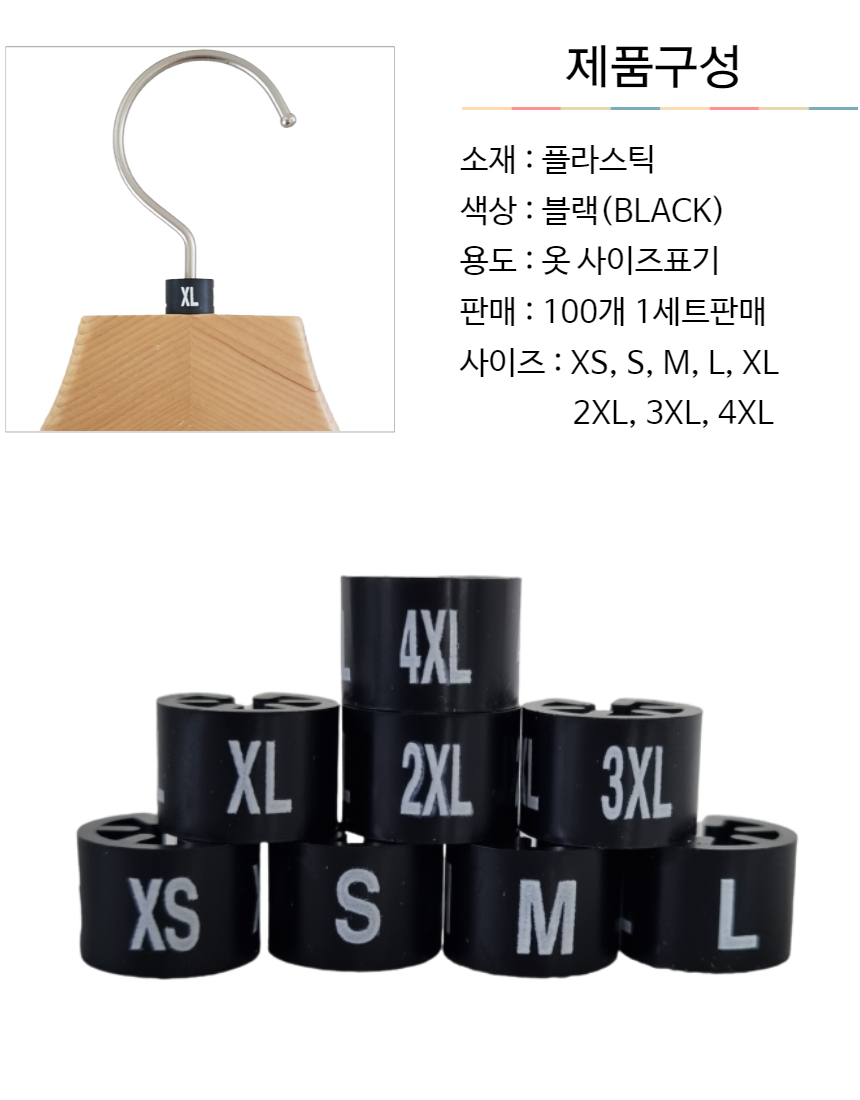 제품구성
소재 : 플라스틱
색상 : 블랙(BLACK)
용도 : 옷 사이즈표기
판매 : 100개 1세트판매
사이즈 : XS, S, M, L, XL
2XL, 3XL, 4XL
XL
4XL
XL
2XL
3XL
XS
S
M
L